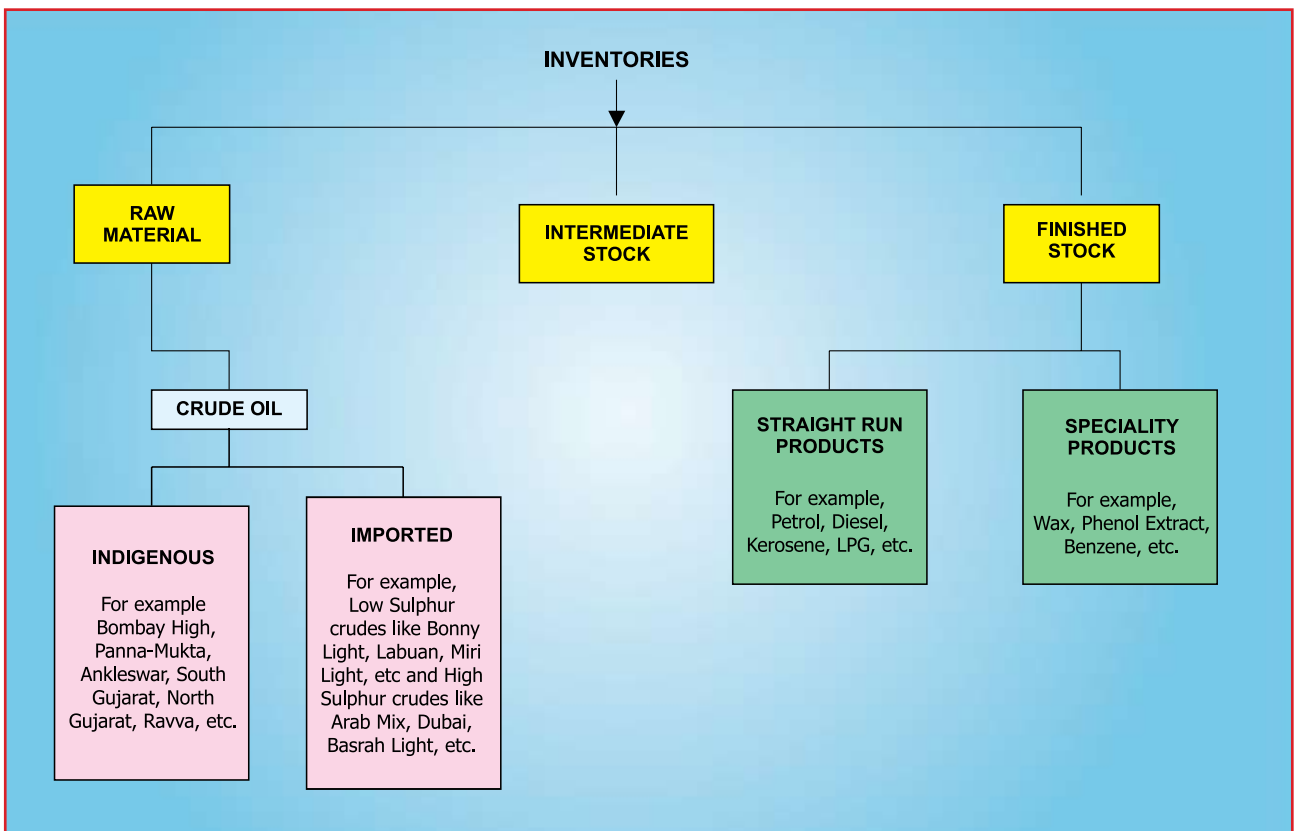 INVENTORIES
RAW
MATERIAL
INTERMEDIATE
STOCK
FINISHED
STOCK
CRUDE OIL
STRAIGHT RUN
PRODUCTS
For example,
Petrol, Diesel,
Kerosene, LPG, etc.
SPECIALITY
PRODUCTS
For example,
Wax, Phenol Extract,
Benzene, etc.
INDIGENOUS
For example
Bombay High,
Panna-Mukta,
Ankleswar, South
Gujarat, North
Gujarat, Ravva, etc.
IMPORTED
For example,
Low Sulphur
crudes like Bonny
Light, Labuan, Miri
Light, etc and High
Sulphur crudes like
Arab Mix, Dubai,
Basrah Light, etc.